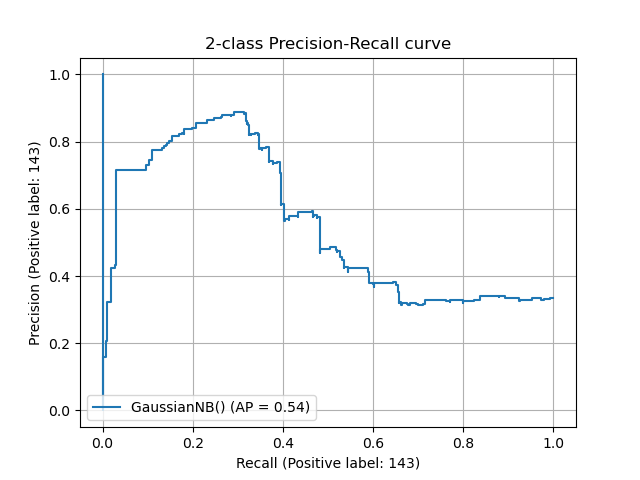 2-class Precision-Recall curve
Precision (Positive label: 143)
1.0
0.8
0.6
0.4
0.2
0.0
GaussianNB() (AP = 0.54)
0.0 0.2 0.4 0.6 0.8 1.0
Recall (Positive label: 143)